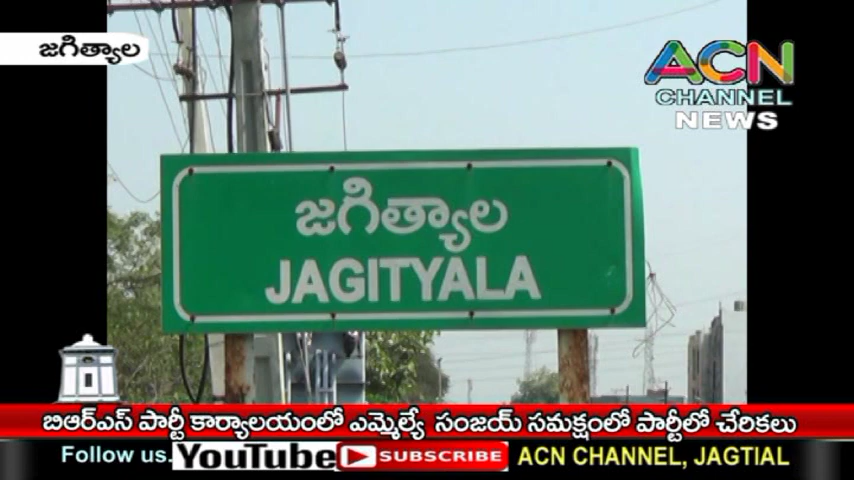 జగిత్యాల
ACN
CHANNEL
NEWS
జగిత్యాల
JAGITYALA
బిఆర్ఎస్ పార్టీ కార్యాలయంలో ఎమ్మెల్యే సంజయ్ సమక్షంలో పార్టీలో చేరికలు
Follow us. YouTube SUBSCRIBE ACN CHANNEL, JAGTIAL